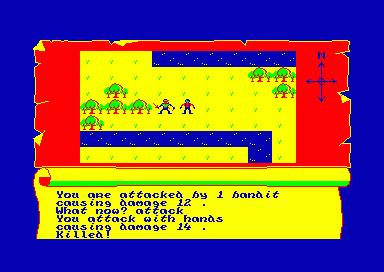 N
You are attacked by 1 bandit
causing damage 12 .
What now? attack
You attack with hands
causing damage 14 .
Killed!